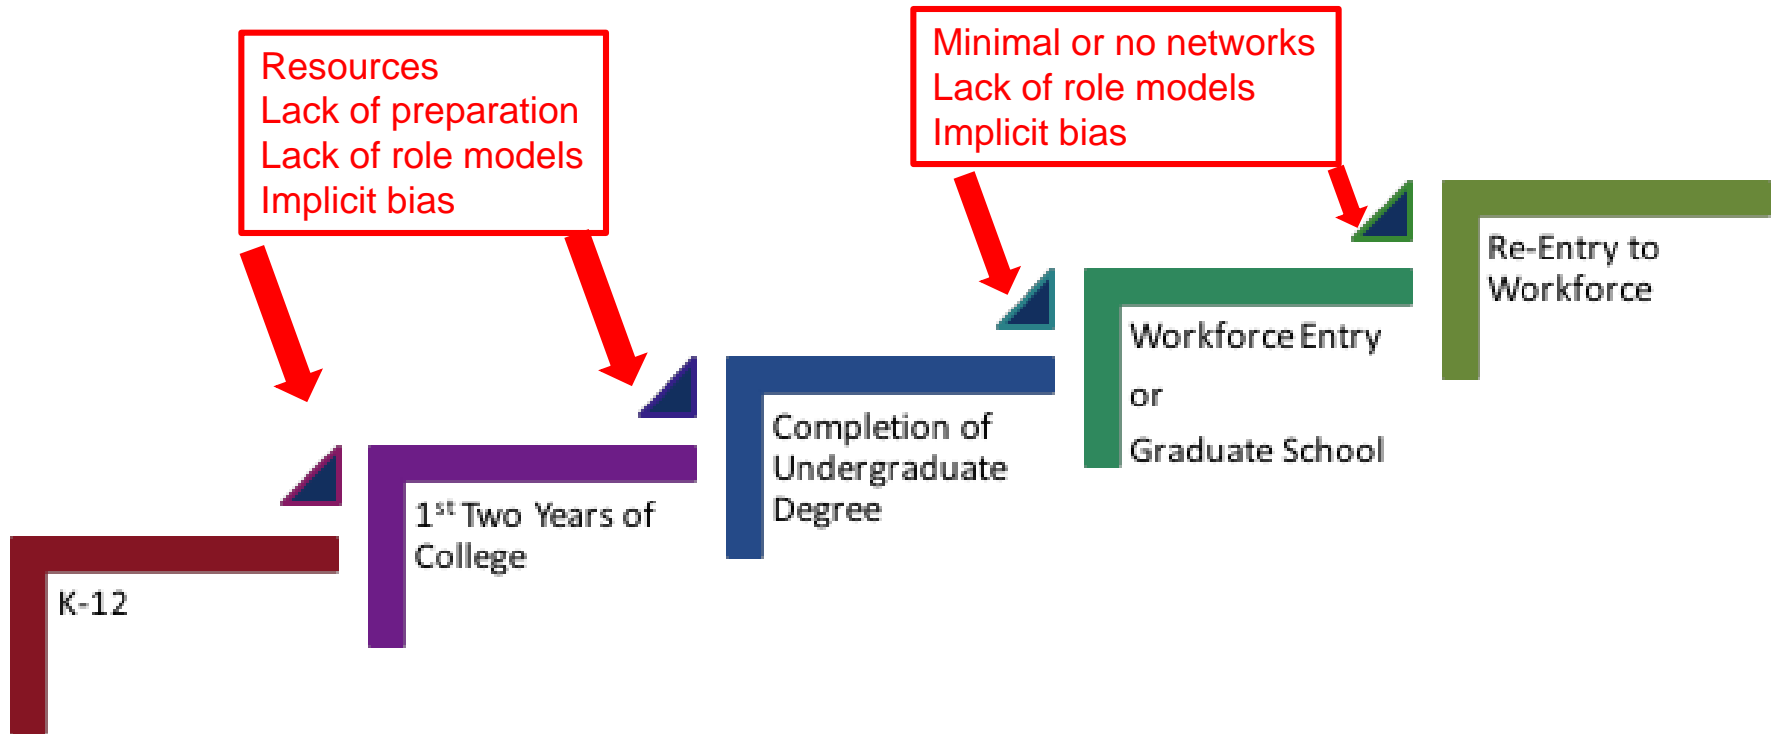 Resources
Lack of preparation
Lack of role models
Implicit bias
Minimal or no networks
Lack of role models
Implicit bias
K-12
1st Two Years of
College
Completion of
Undergraduate
Degree
Workforce Entry
or
Graduate School
Re-Entry to
Workforce